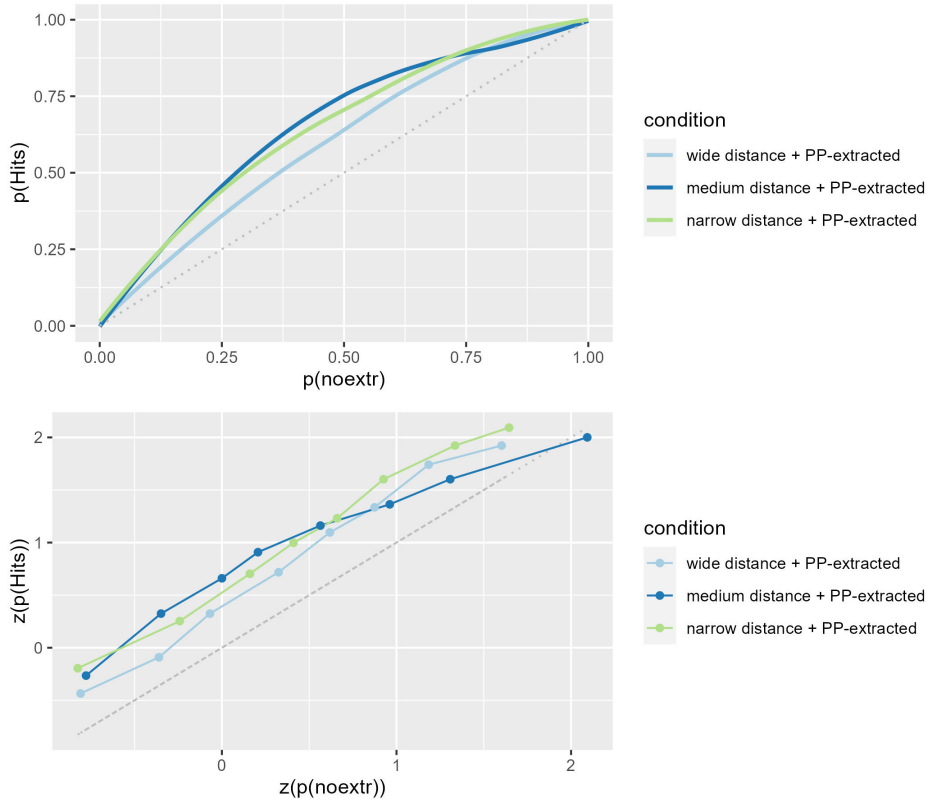 1.00
0.75
0.50
0.25
0.00
p(Hits)
0.00 0.25 0.50 0.75 1.00
p(noextr)
condition
wide distance + PP-extracted
medium distance + PP-extracted
narrow distance + PP-extracted
2
1
0
z(p(Hits))
0 1 2
z(p(noextr))
condition
wide distance + PP-extracted
medium distance + PP-extracted
narrow distance + PP-extracted